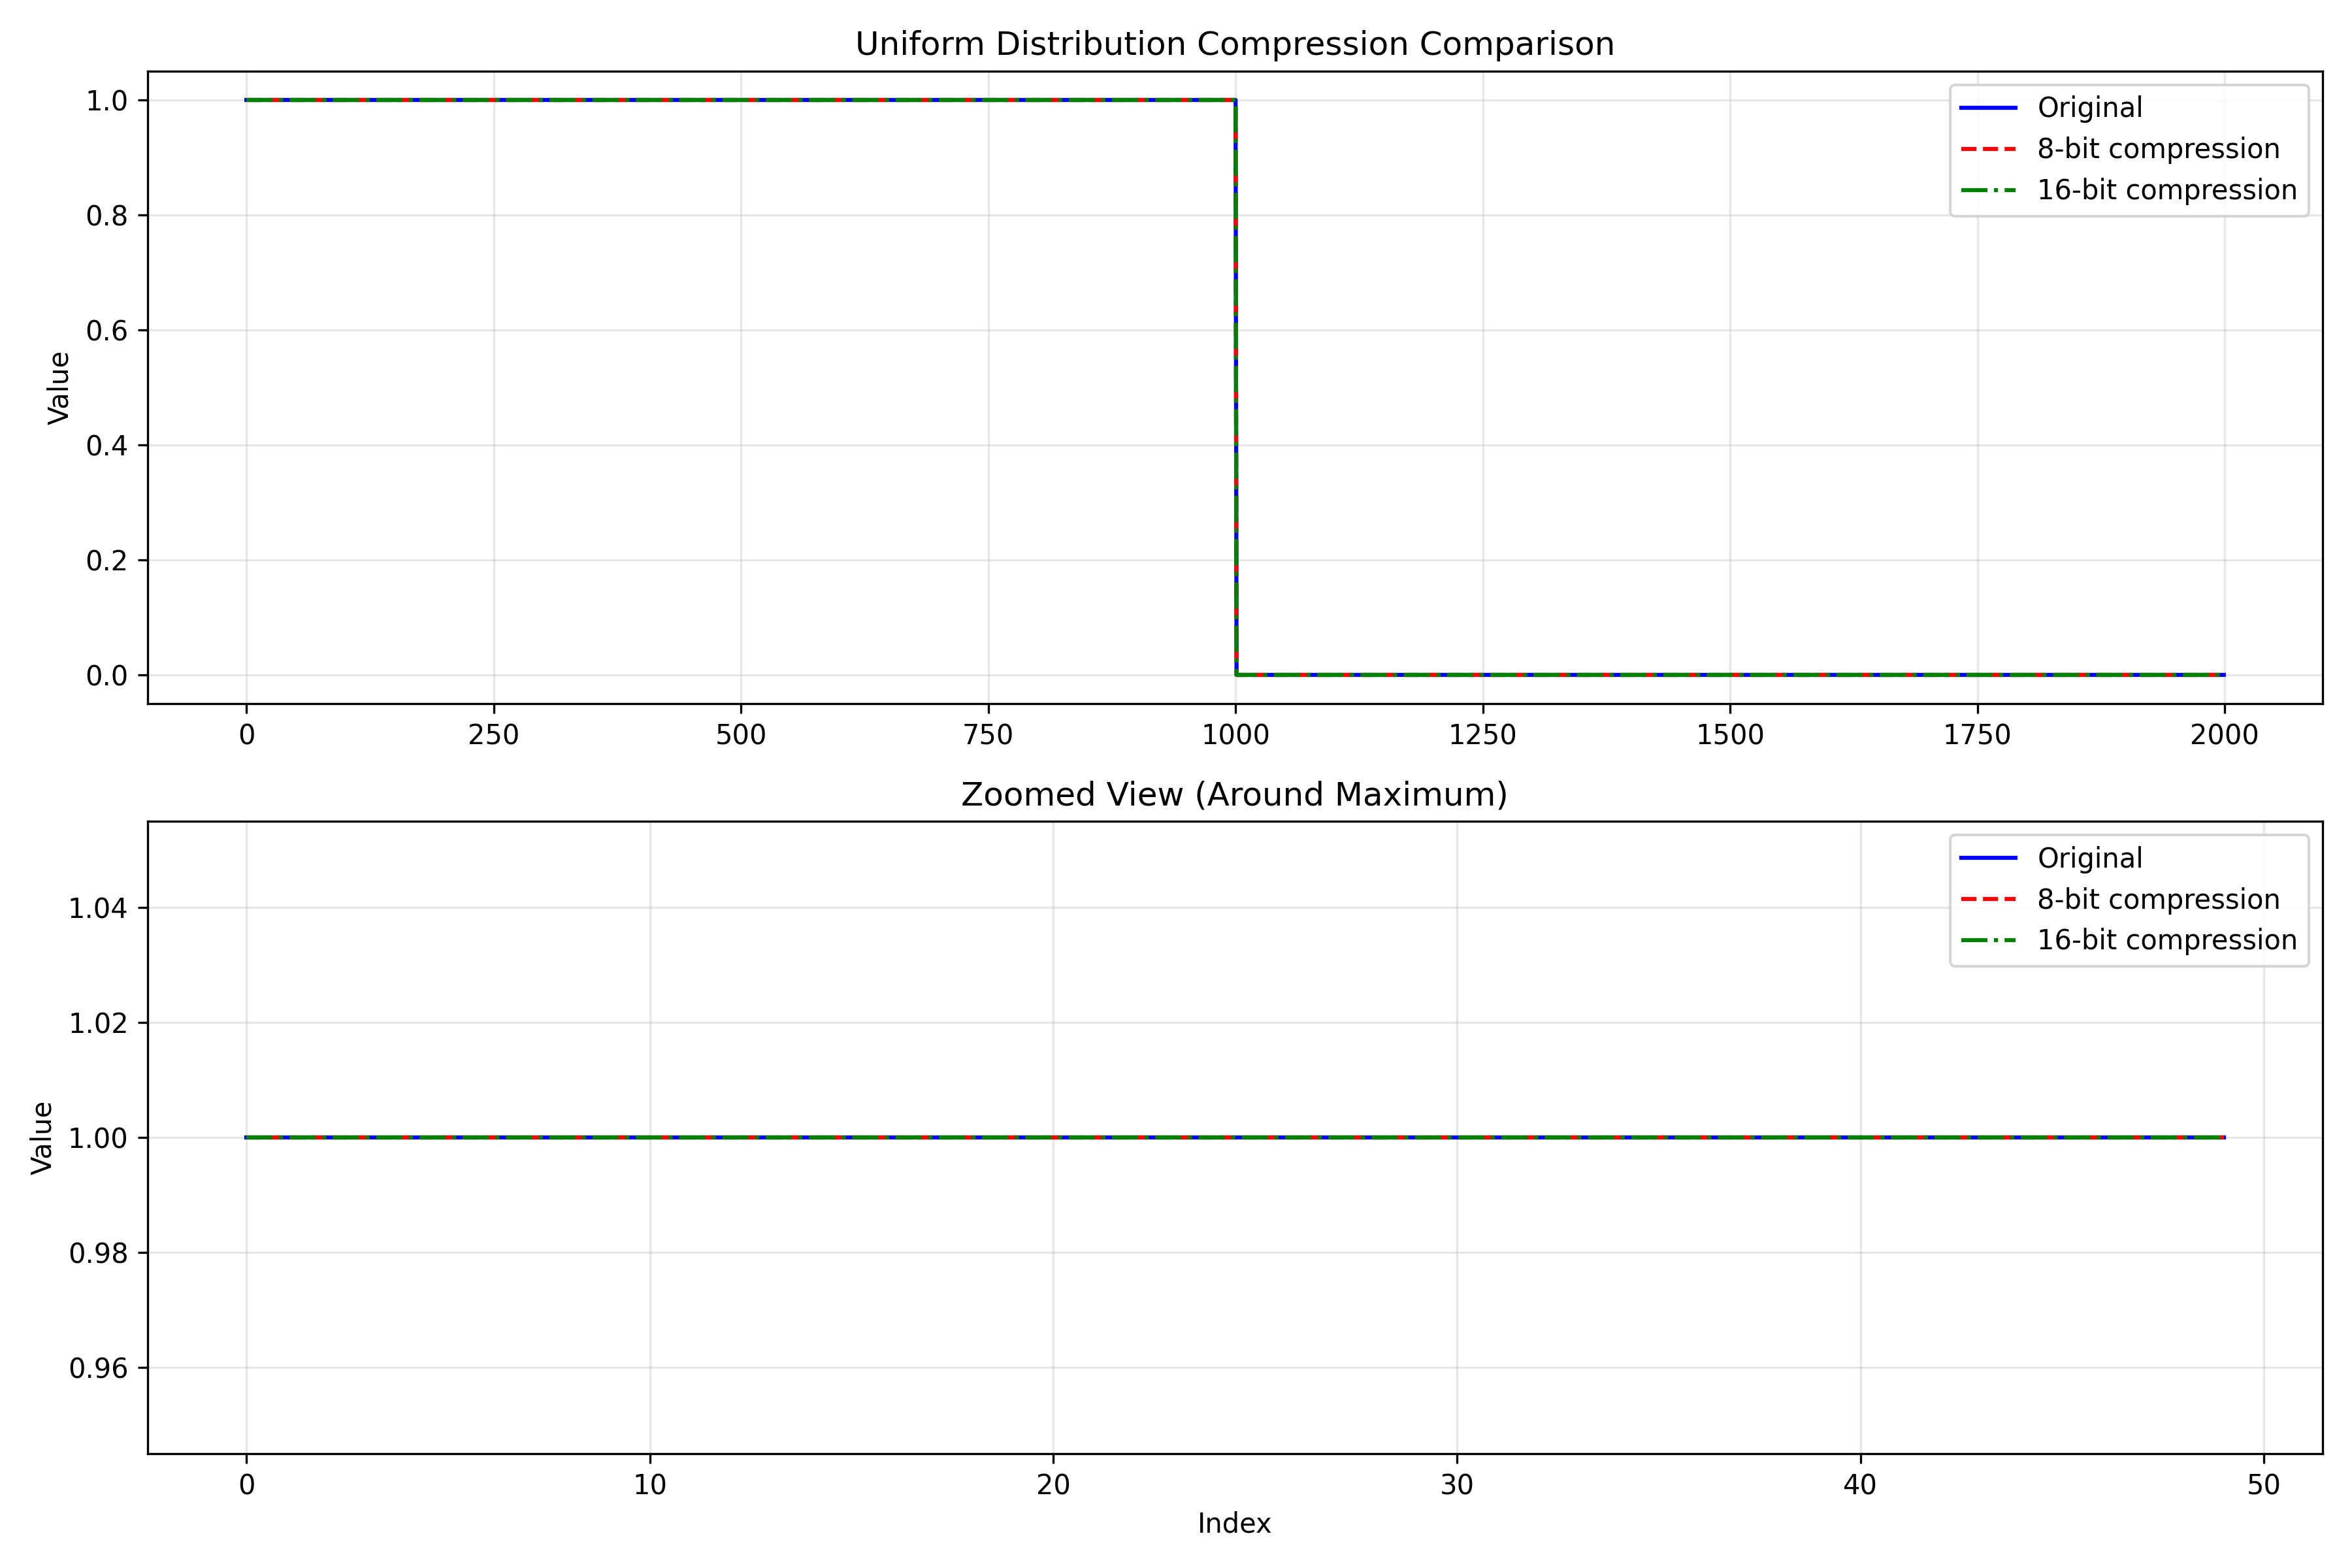 Uniform Distribution Compression Comparison
Value
1.0
0.8
0.6
0.4
0.2
0.0
0 250 500 750 1000 1250 1500 1750 2000
Original
8-bit compression
16-bit compression
Zoomed View (Around Maximum)
Value
1.04
1.02
1.00
0.98
0.96
0 10 20 30 40 50
Index
Original
8-bit compression
16-bit compression